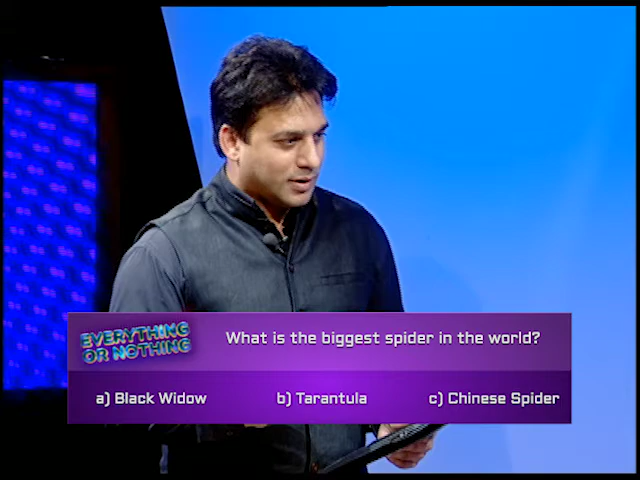 EVERYTHING
OR NOTHING
What is the biggest spider in the world?
a) Black Widow b) Tarantula c) Chinese Spider